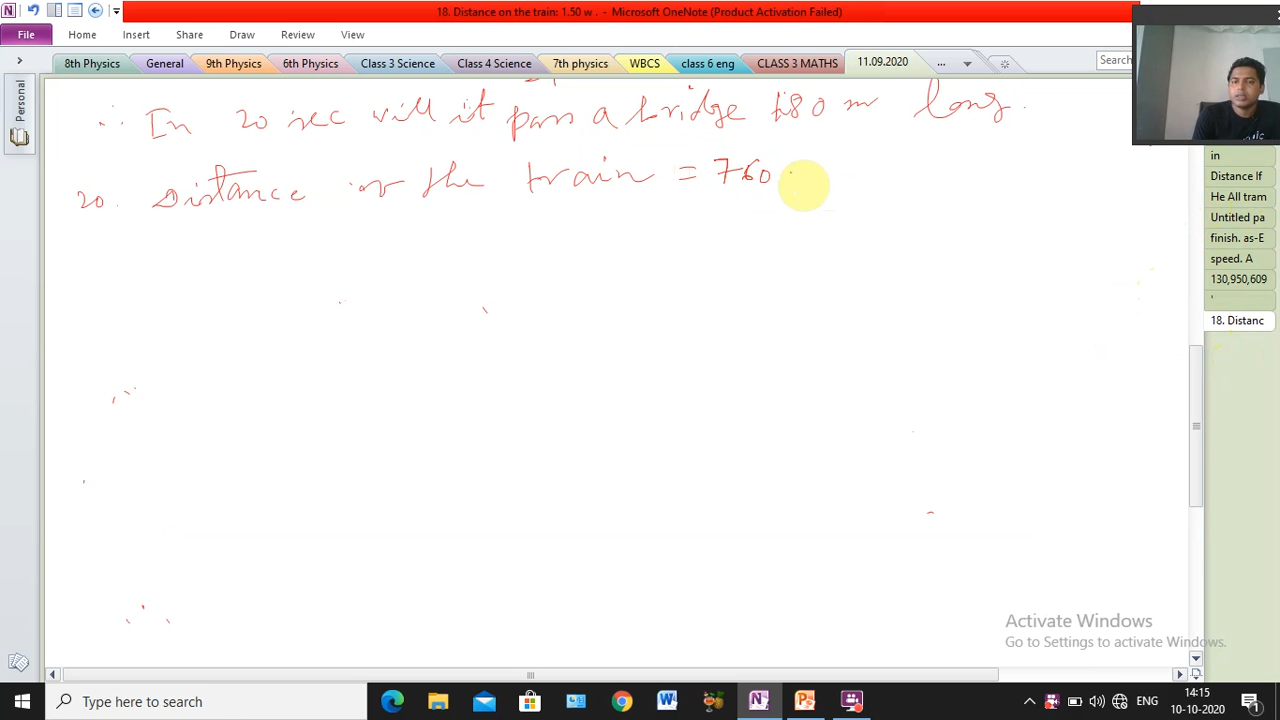 18. Distance on the train: 1.50 w . - Microsoft OneNote (Product Activation Failed)
File Home Insert Draw Review View
8th Physics General 9th Physics 6th Physics Class 3 Science Class 4 Science 7th physics WBCS class 6 eng CLASS 3 MATHS 11.09.2020 ... Search
Personal
∴ In 20 sec will it pass a bridge 180 m long.
20. Distance or the train = 760
in
Distance If
He All tram
Untitled pa
finish. as-E
speed. A
130,950,609
'
18. Distanc
Activate Windows
Go to Settings to activate Windows.
Type here to search
ENG
14:15
10-10-2020